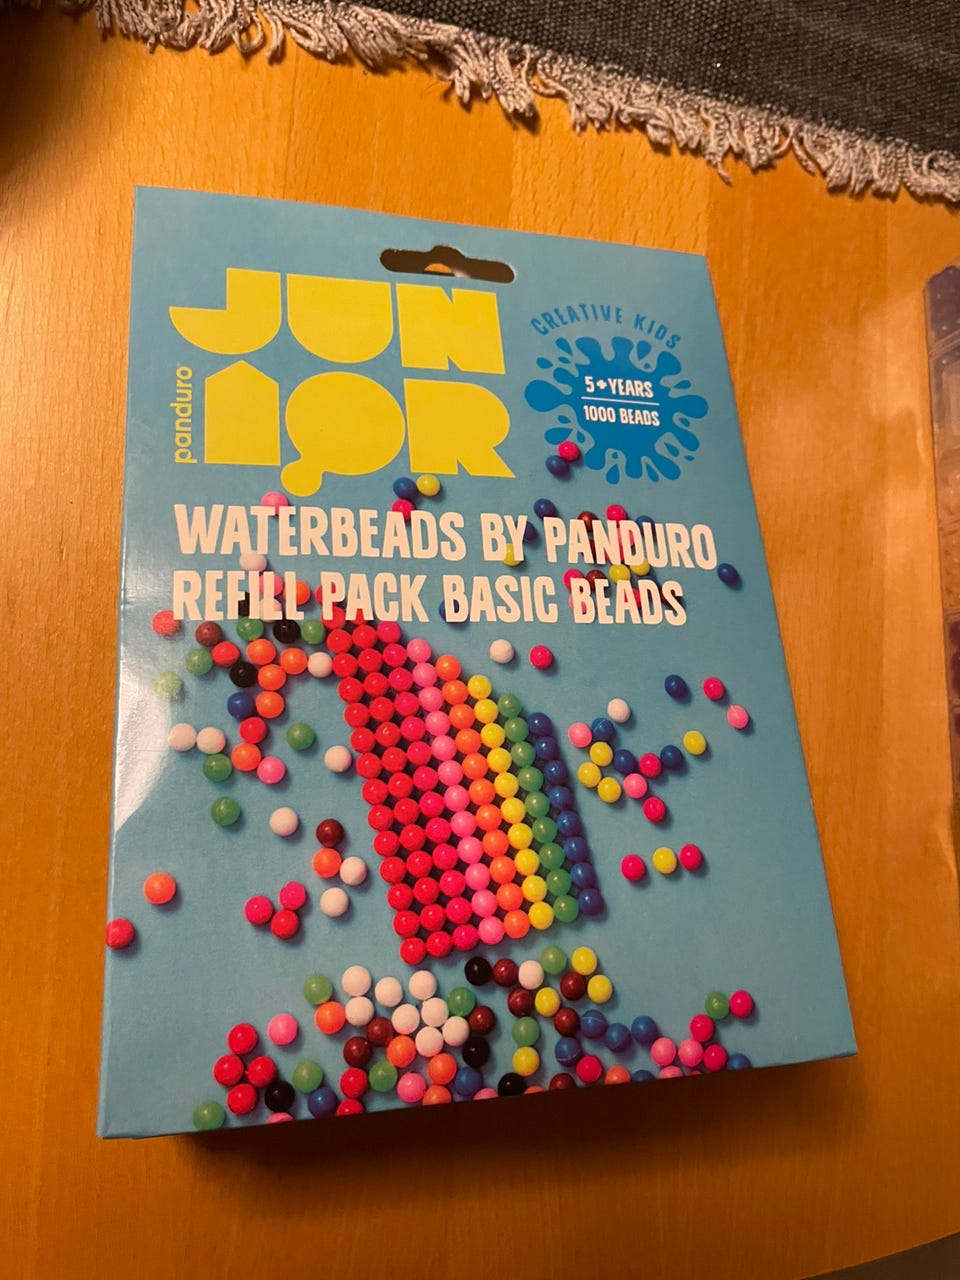 JUN
IOR
panduro
CREATIVE KIDS
5+YEARS
1000 BEADS
WATERBEADS BY PANDURO
REFILL PACK BASIC BEADS